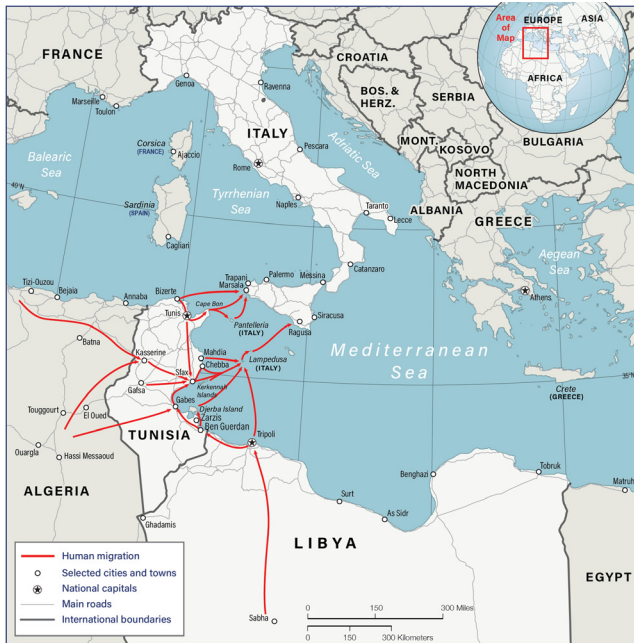 Area of
Map
EUROPE
ASIA
AFRICA
FRANCE
CROATIA
BOS. &
HERZ.
SERBIA
MONT.
KOSOVO
BULGARIA
NORTH
MACEDONIA
ALBANIA
GREECE
ITALY
Genoa
Ravenna
Marseille
Toulon
Corsica
(FRANCE)
Ajaccio
Pescara
Adriatic Sea
Rome
Balearic
Sea
40°N
Tyrrhenian
Sea
Naples
Taranto
Lecce
Sardinia
(SPAIN)
Cagliari
Catanzaro
Aegean
Sea
Athens
Tizi-Ouzou
Bejaia
Annaba
Bizerte
Trapani
Marsala
Palermo
Messina
Cape Bon
Tunis
Pantelleria
(ITALY)
Siracusa
Ragusa
Batna
Kasserine
Mahdia
Chebba
Lampedusa
(ITALY)
Mediterranean
Sea
35°N
Sfax
Kerkennah
Islands
Gafsa
Gabes
Crete
(GREECE)
Touggourt
El Oued
Djerba Island
Zarzis
Ben Guerdan
TUNISIA
Tripoli
Ouargla
Hassi Messaoud
Benghazi
Tobruk
Matruh
ALGERIA
Surt
As Sidr
Ghadamis
LIBYA
EGYPT
Sabha
Human migration
Selected cities and towns
National capitals
Main roads
International boundaries
0 150 300 Miles
0 150 300 Kilometers